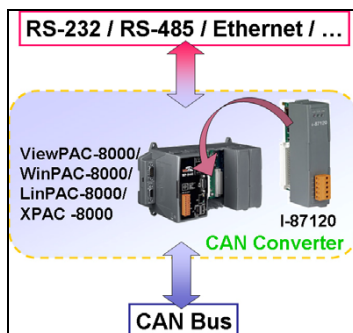 RS-232 / RS-485 / Ethernet / ...
ViewPAC-8000/
WinPAC-8000/
LinPAC-8000/
XPAC -8000
I-87120
CAN Converter
CAN Bus